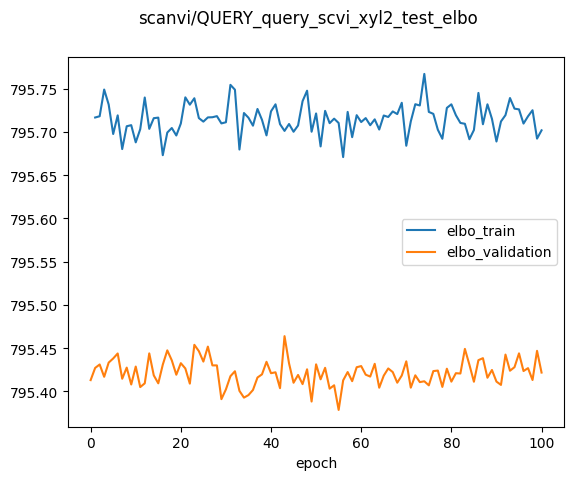 scanvi/QUERY_query_scvi_xyl2_test_elbo
795.75
795.70
795.65
795.60
795.55
795.50
795.45
795.40
elbo_train
elbo_validation
0 20 40 60 80 100
epoch